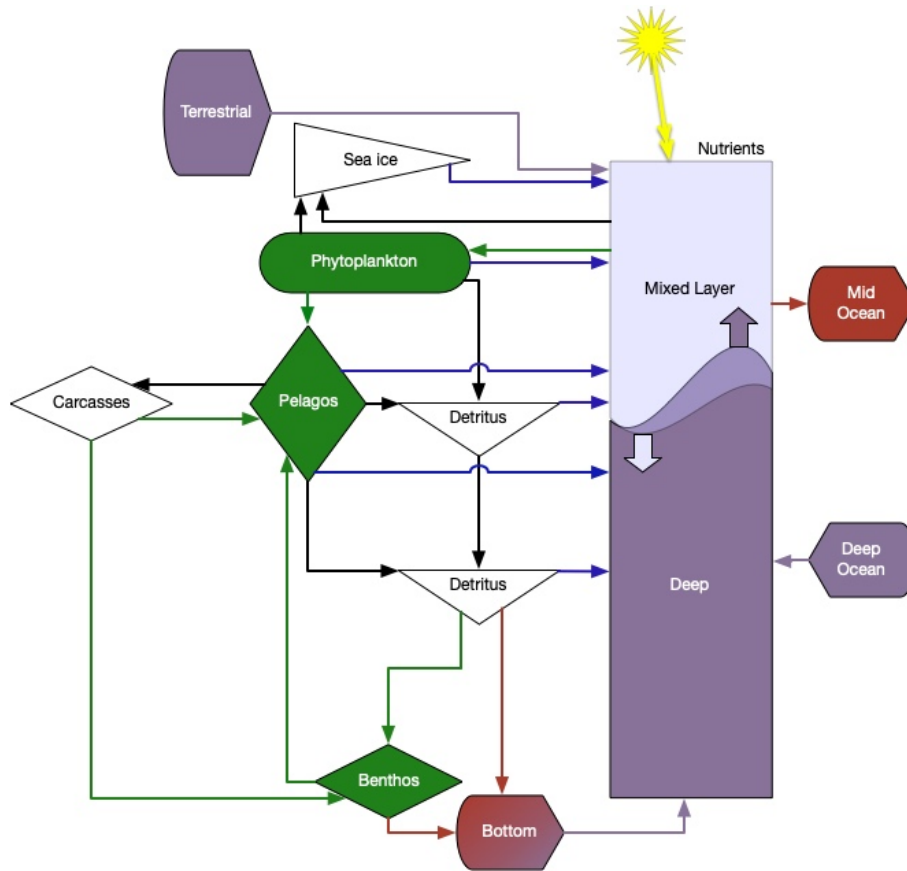 Terrestrial
Nutrients
Sea ice
Phytoplankton
Mixed Layer
Mid
Ocean
Carcasses
Pelagos
Detritus
Deep
Ocean
Detritus
Deep
Benthos
Bottom